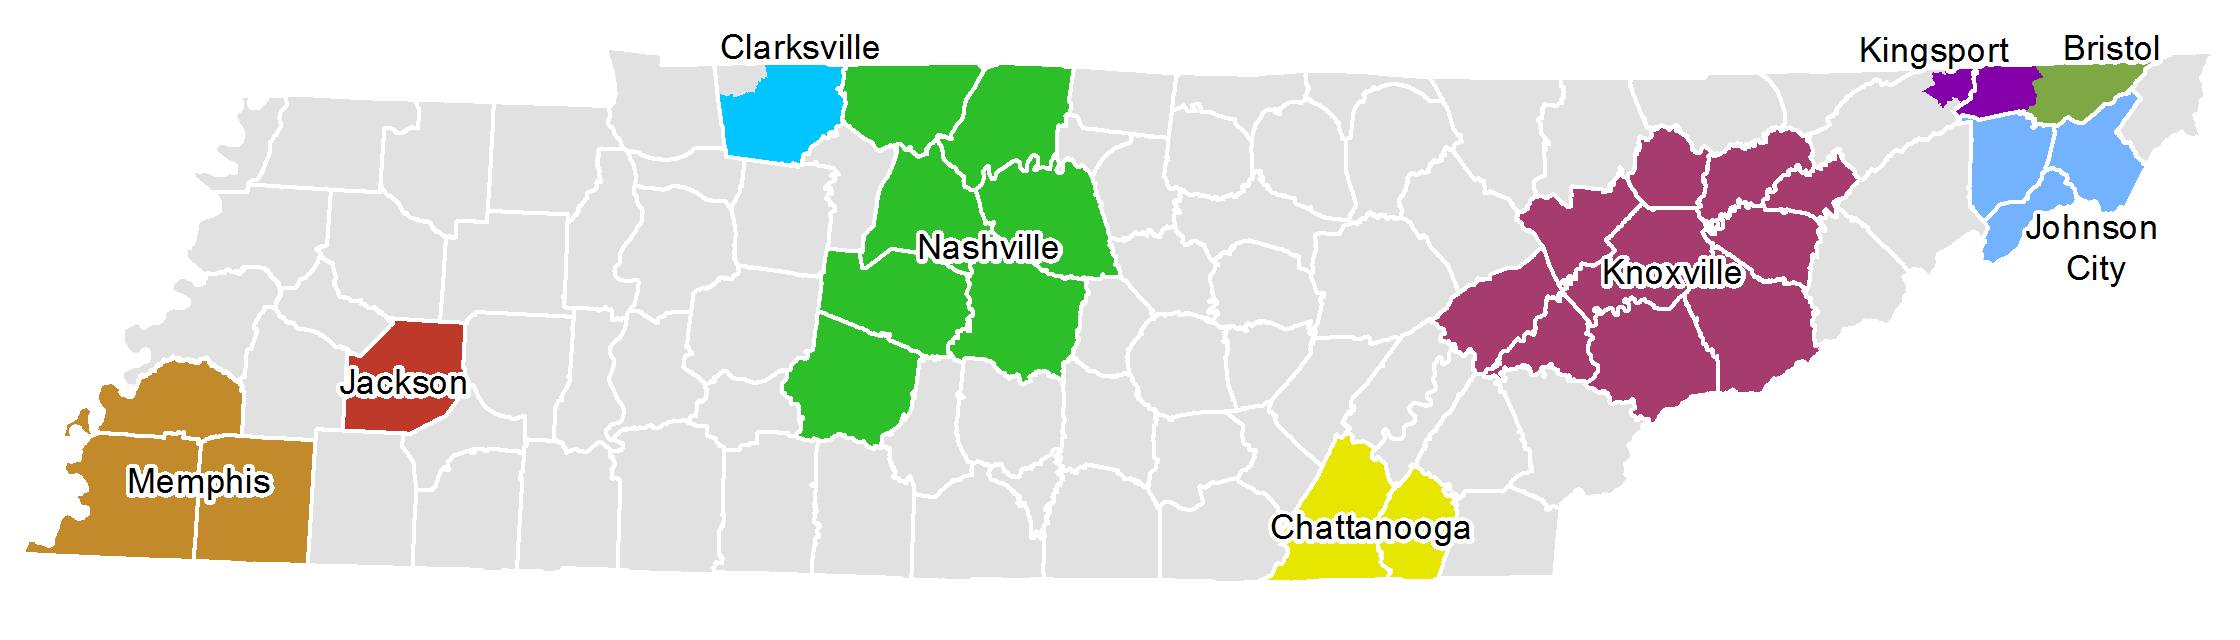 Clarksville
Kingsport
Bristol
Nashville
Johnson
City
Knoxville
Jackson
Memphis
Chattanooga